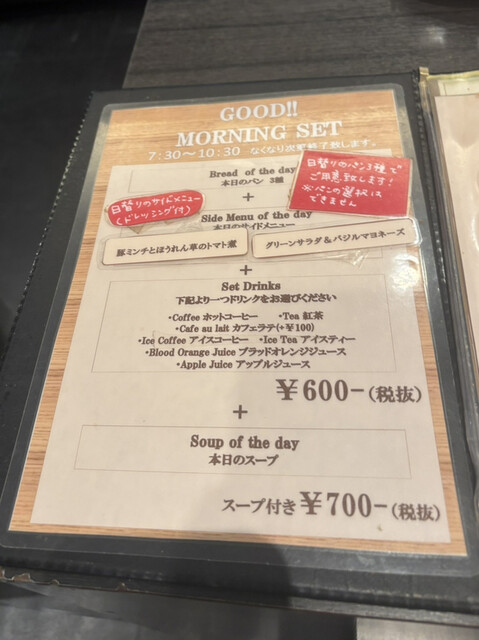 GOOD!!
MORNING SET
7:30～10:30 なくなり次第終了致します。
Bread of the day
本日のパン 3種
日替りのパン3種で
ご用意致します！
※パンの選択は
できません
+
日替りのサイドメニュー
(ドレッシング付)
Side Menu of the day
本日のサイドメニュー
豚ミンチとほうれん草のトマト煮
グリーンサラダ&バジルマヨネーズ
+
Set Drinks
下記より一つドリンクをお選びください
・Coffee ホットコーヒー ・Tea 紅茶
・Cafe au lait カフェラテ(+¥100)
・Ice Coffee アイスコーヒー ・Ice Tea アイスティー
・Blood Orange Juice ブラッドオレンジジュース
・Apple Juice アップルジュース
¥600-(税抜)
+
Soup of the day
本日のスープ
スープ付き¥700-(税抜)